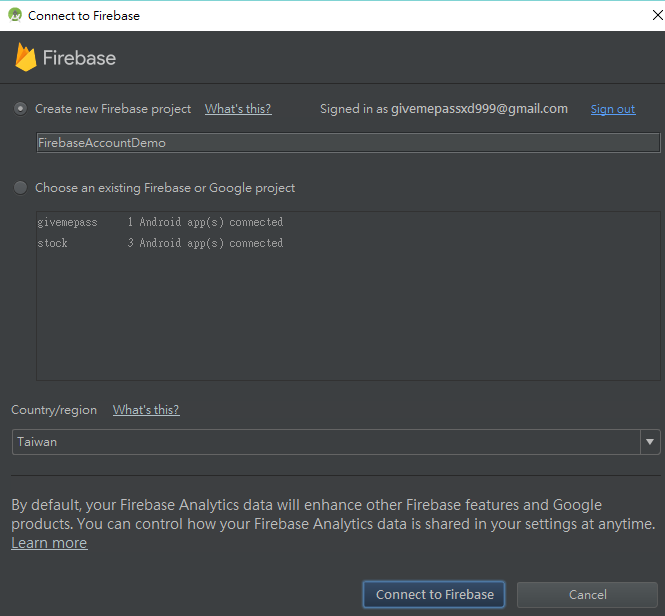 Connect to Firebase
Firebase
Create new Firebase project What's this? Signed in as givemepassxd999@gmail.com Sign out
FirebaseAccountDemo
Choose an existing Firebase or Google project
givemepass 1 Android app(s) connected
stock 3 Android app(s) connected
Country/region What's this?
Taiwan
By default, your Firebase Analytics data will enhance other Firebase features and Google
products. You can control how your Firebase Analytics data is shared in your settings at anytime.
Learn more
Connect to Firebase Cancel